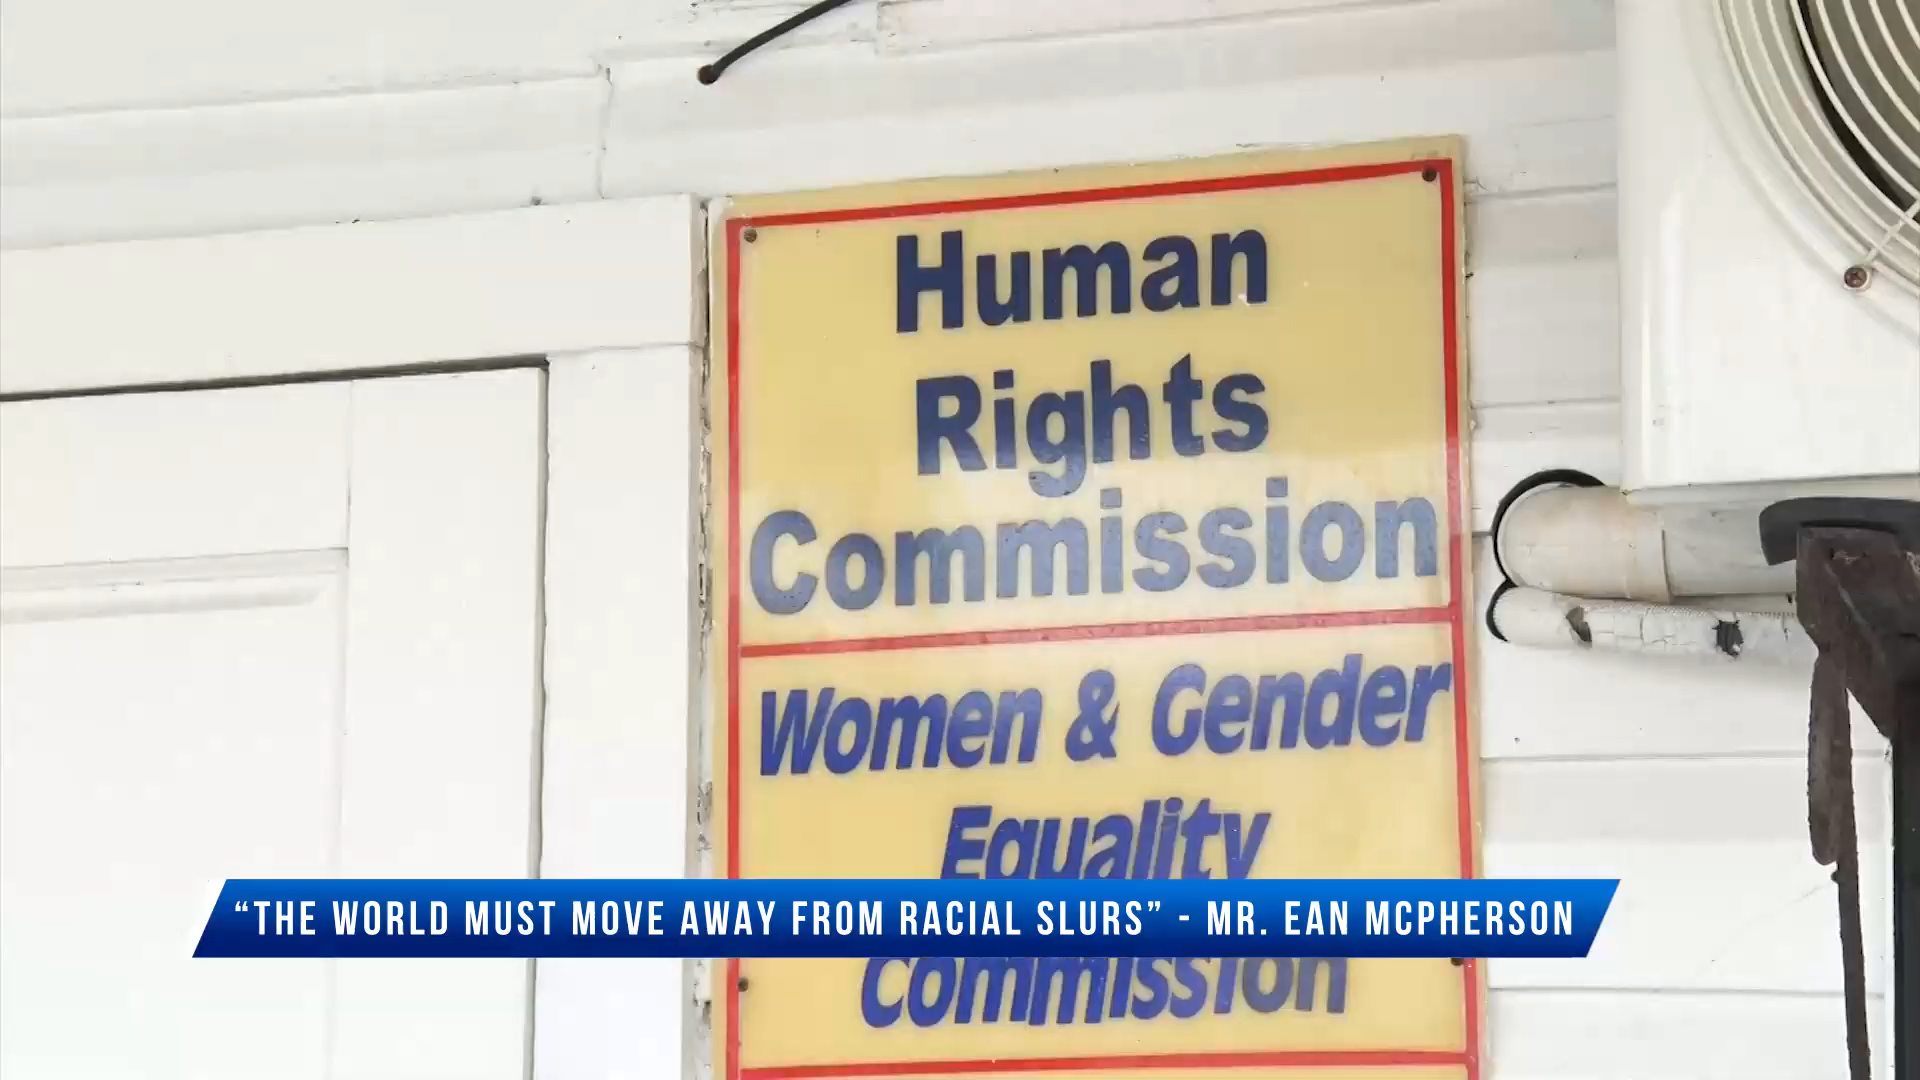 Human
Rights
Commission
Women & Gender
Equality
Commission
“THE WORLD MUST MOVE AWAY FROM RACIAL SLURS” - MR. EAN MCPHERSON